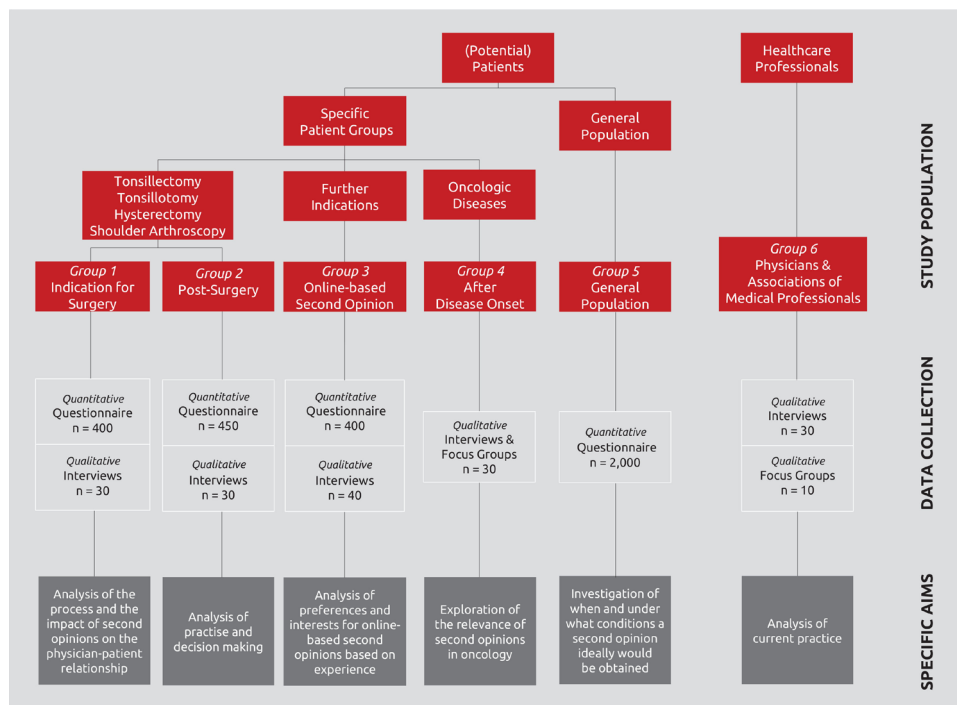 (Potential)
Patients
Healthcare
Professionals
Specific
Patient Groups
General
Population
Tonsillectomy
Tonsillotomy
Hysterectomy
Shoulder Arthroscopy
Further
Indications
Oncologic
Diseases
Group 1
Indication for
Surgery
Group 2
Post-Surgery
Group 3
Online-based
Second Opinion
Group 4
After
Disease Onset
Group 5
General
Population
Group 6
Physicians &
Associations of
Medical Professionals
STUDY POPULATION
Quantitative
Questionnaire
n = 400
Qualitative
Interviews
n = 30
Quantitative
Questionnaire
n = 450
Qualitative
Interviews
n = 30
Quantitative
Questionnaire
n = 400
Qualitative
Interviews
n = 40
Qualitative
Interviews &
Focus Groups
n = 30
Quantitative
Questionnaire
n = 2,000
Qualitative
Interviews
n = 30
Qualitative
Focus Groups
n = 10
DATA COLLECTION
Analysis of the
process and the
impact of second
opinions on the
physician-patient
relationship
Analysis of
practise and
decision making
Analysis of
preferences and
interests for online-
based second
opinions based on
experience
Exploration of
the relevance of
second opinions
in oncology
Investigation of
when and under
what conditions a
second opinion
ideally would
be obtained
Analysis of
current practice
SPECIFIC AIMS